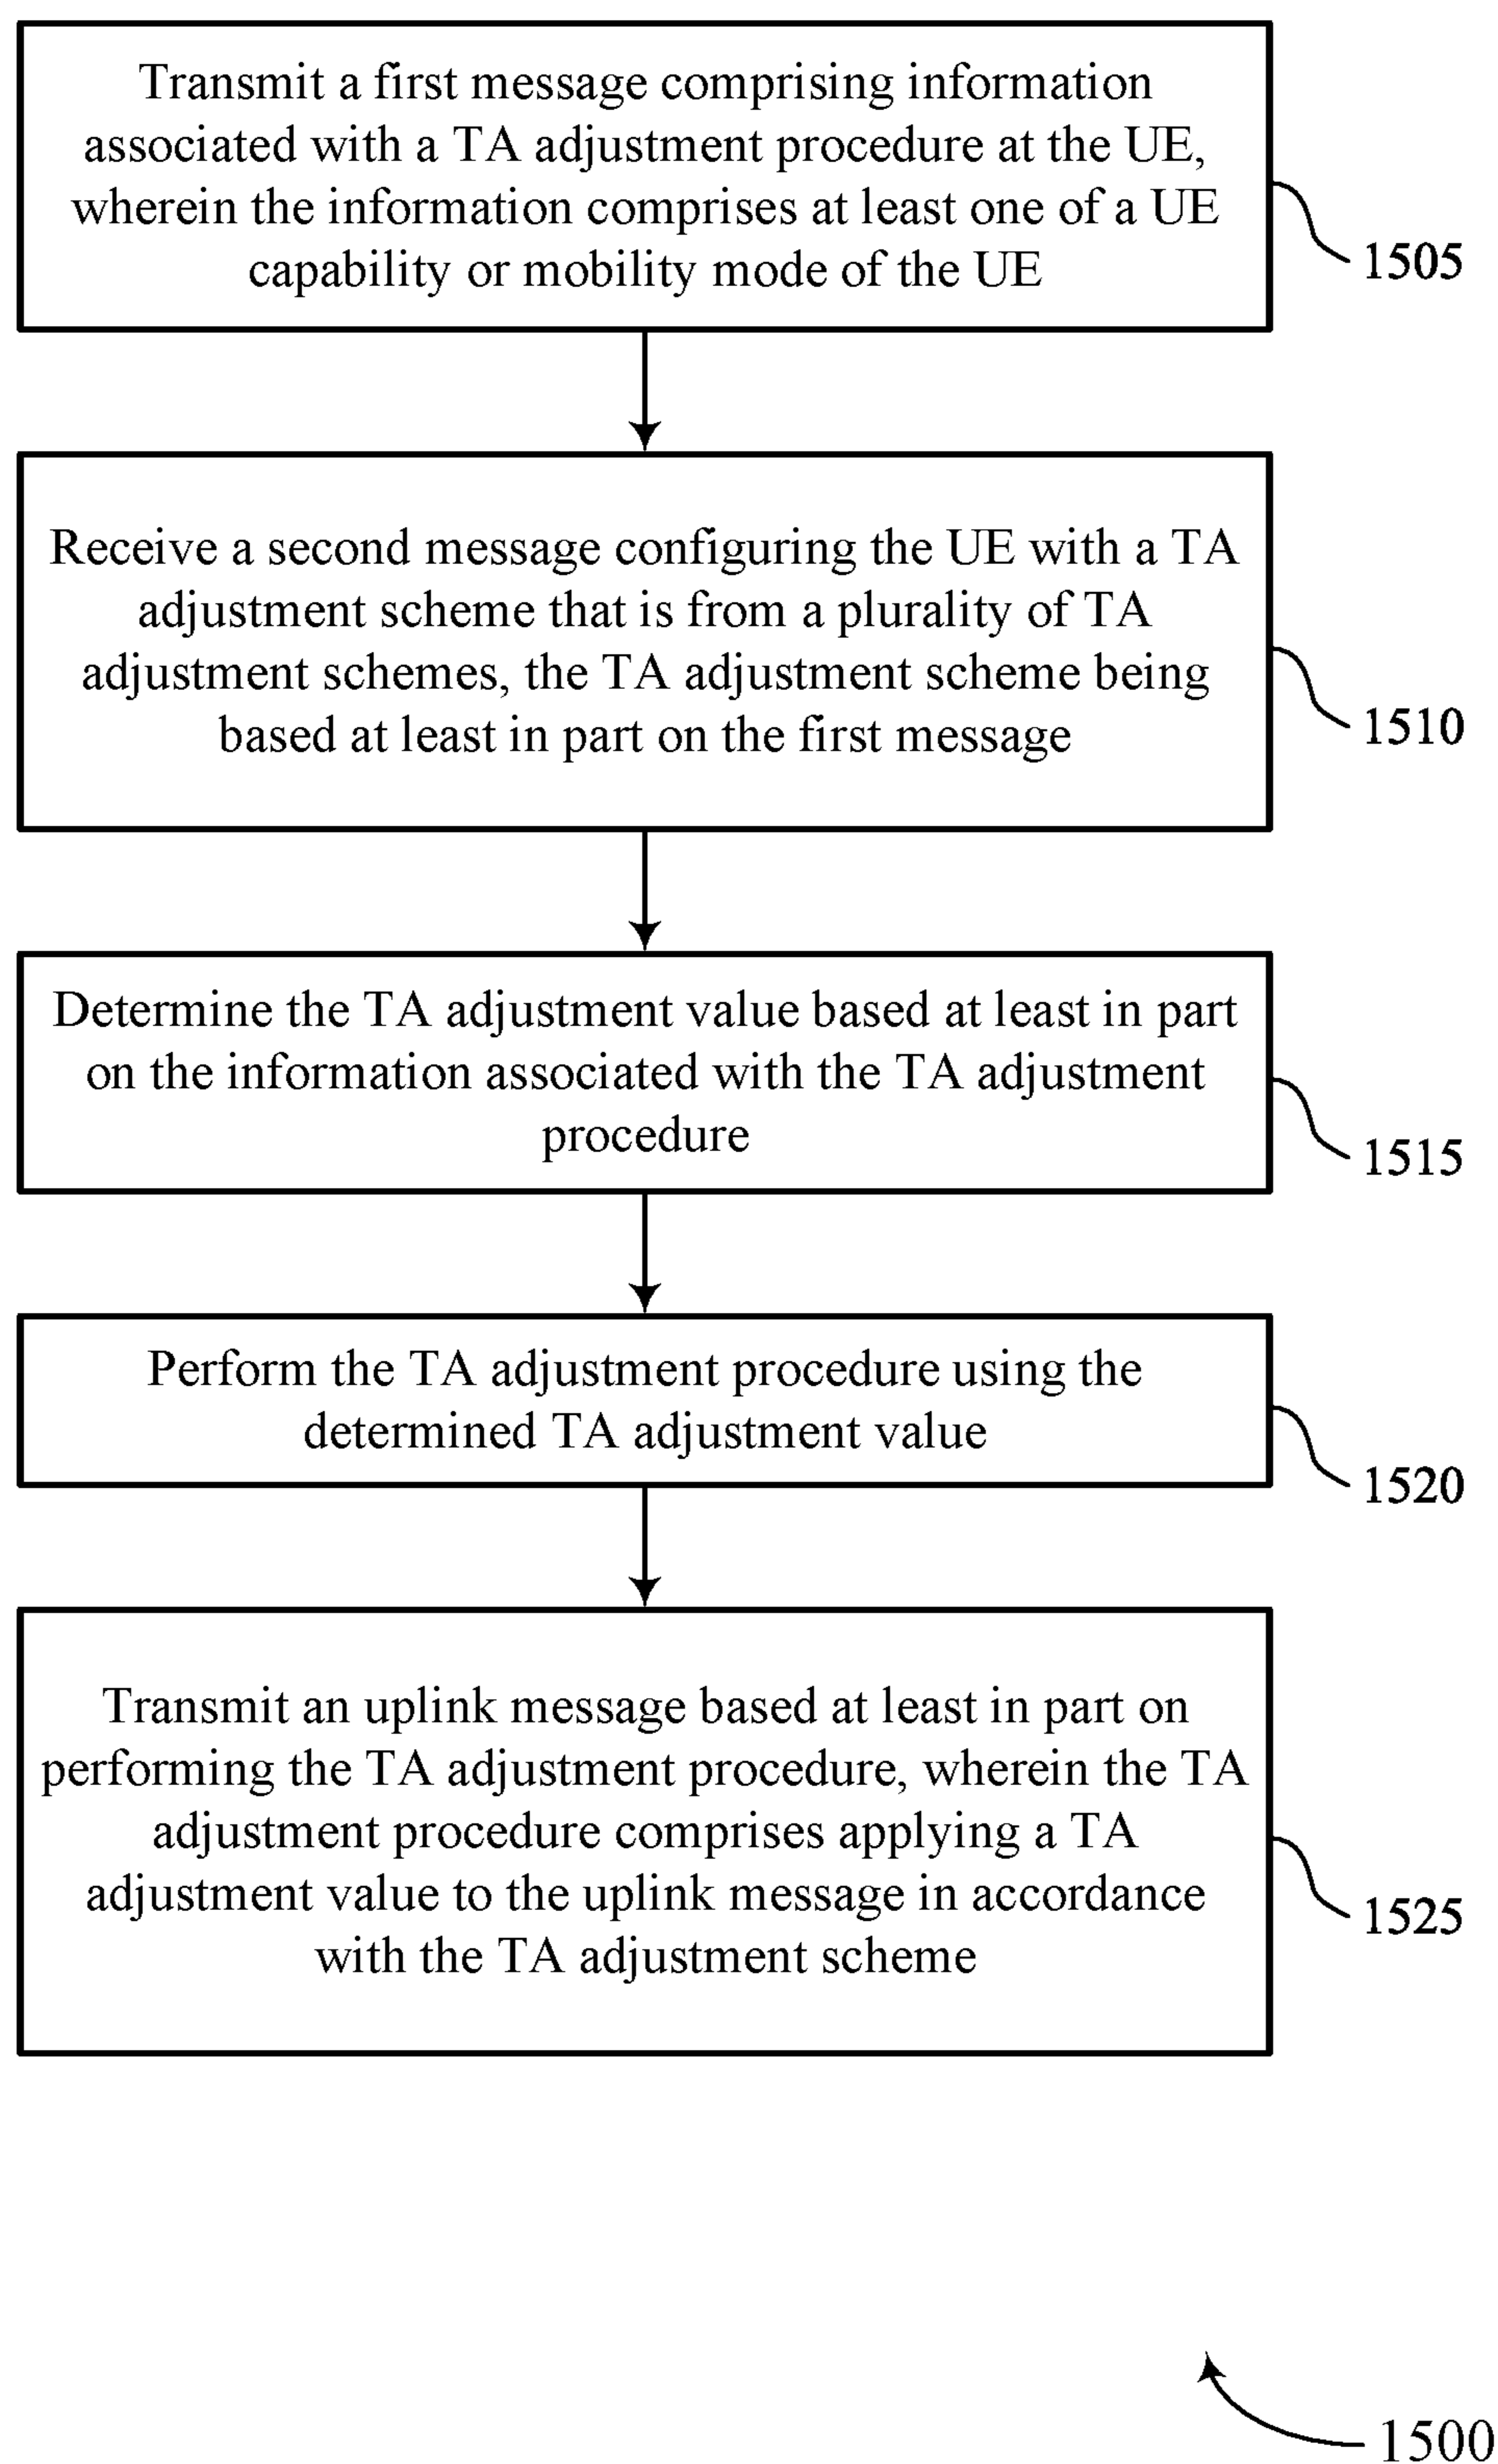 Transmit a first message comprising information
associated with a TA adjustment procedure at the UE,
wherein the information comprises at least one of a UE
capability or mobility mode of the UE
1505
Receive a second message configuring the UE with a TA
adjustment scheme that is from a plurality of TA
adjustment schemes, the TA adjustment scheme being
based at least in part on the first message
1510
Determine the TA adjustment value based at least in part
on the information associated with the TA adjustment
procedure
1515
Perform the TA adjustment procedure using the
determined TA adjustment value
1520
Transmit an uplink message based at least in part on
performing the TA adjustment procedure, wherein the TA
adjustment procedure comprises applying a TA
adjustment value to the uplink message in accordance
with the TA adjustment scheme
1525
1500